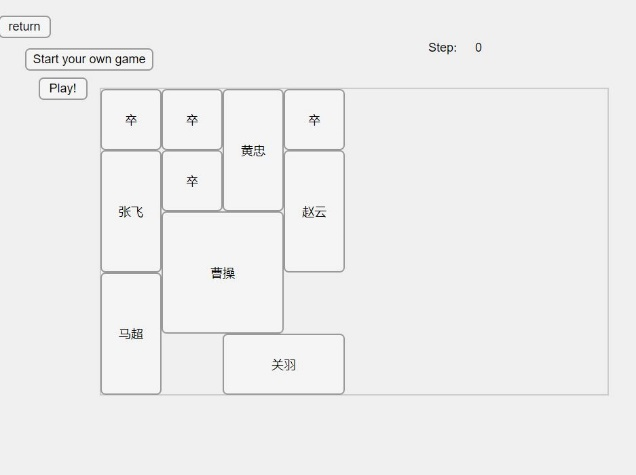 return
Step: 0
Start your own game
Play!
卒 卒 卒
黄忠
卒
张飞 赵云
曹操
马超
关羽